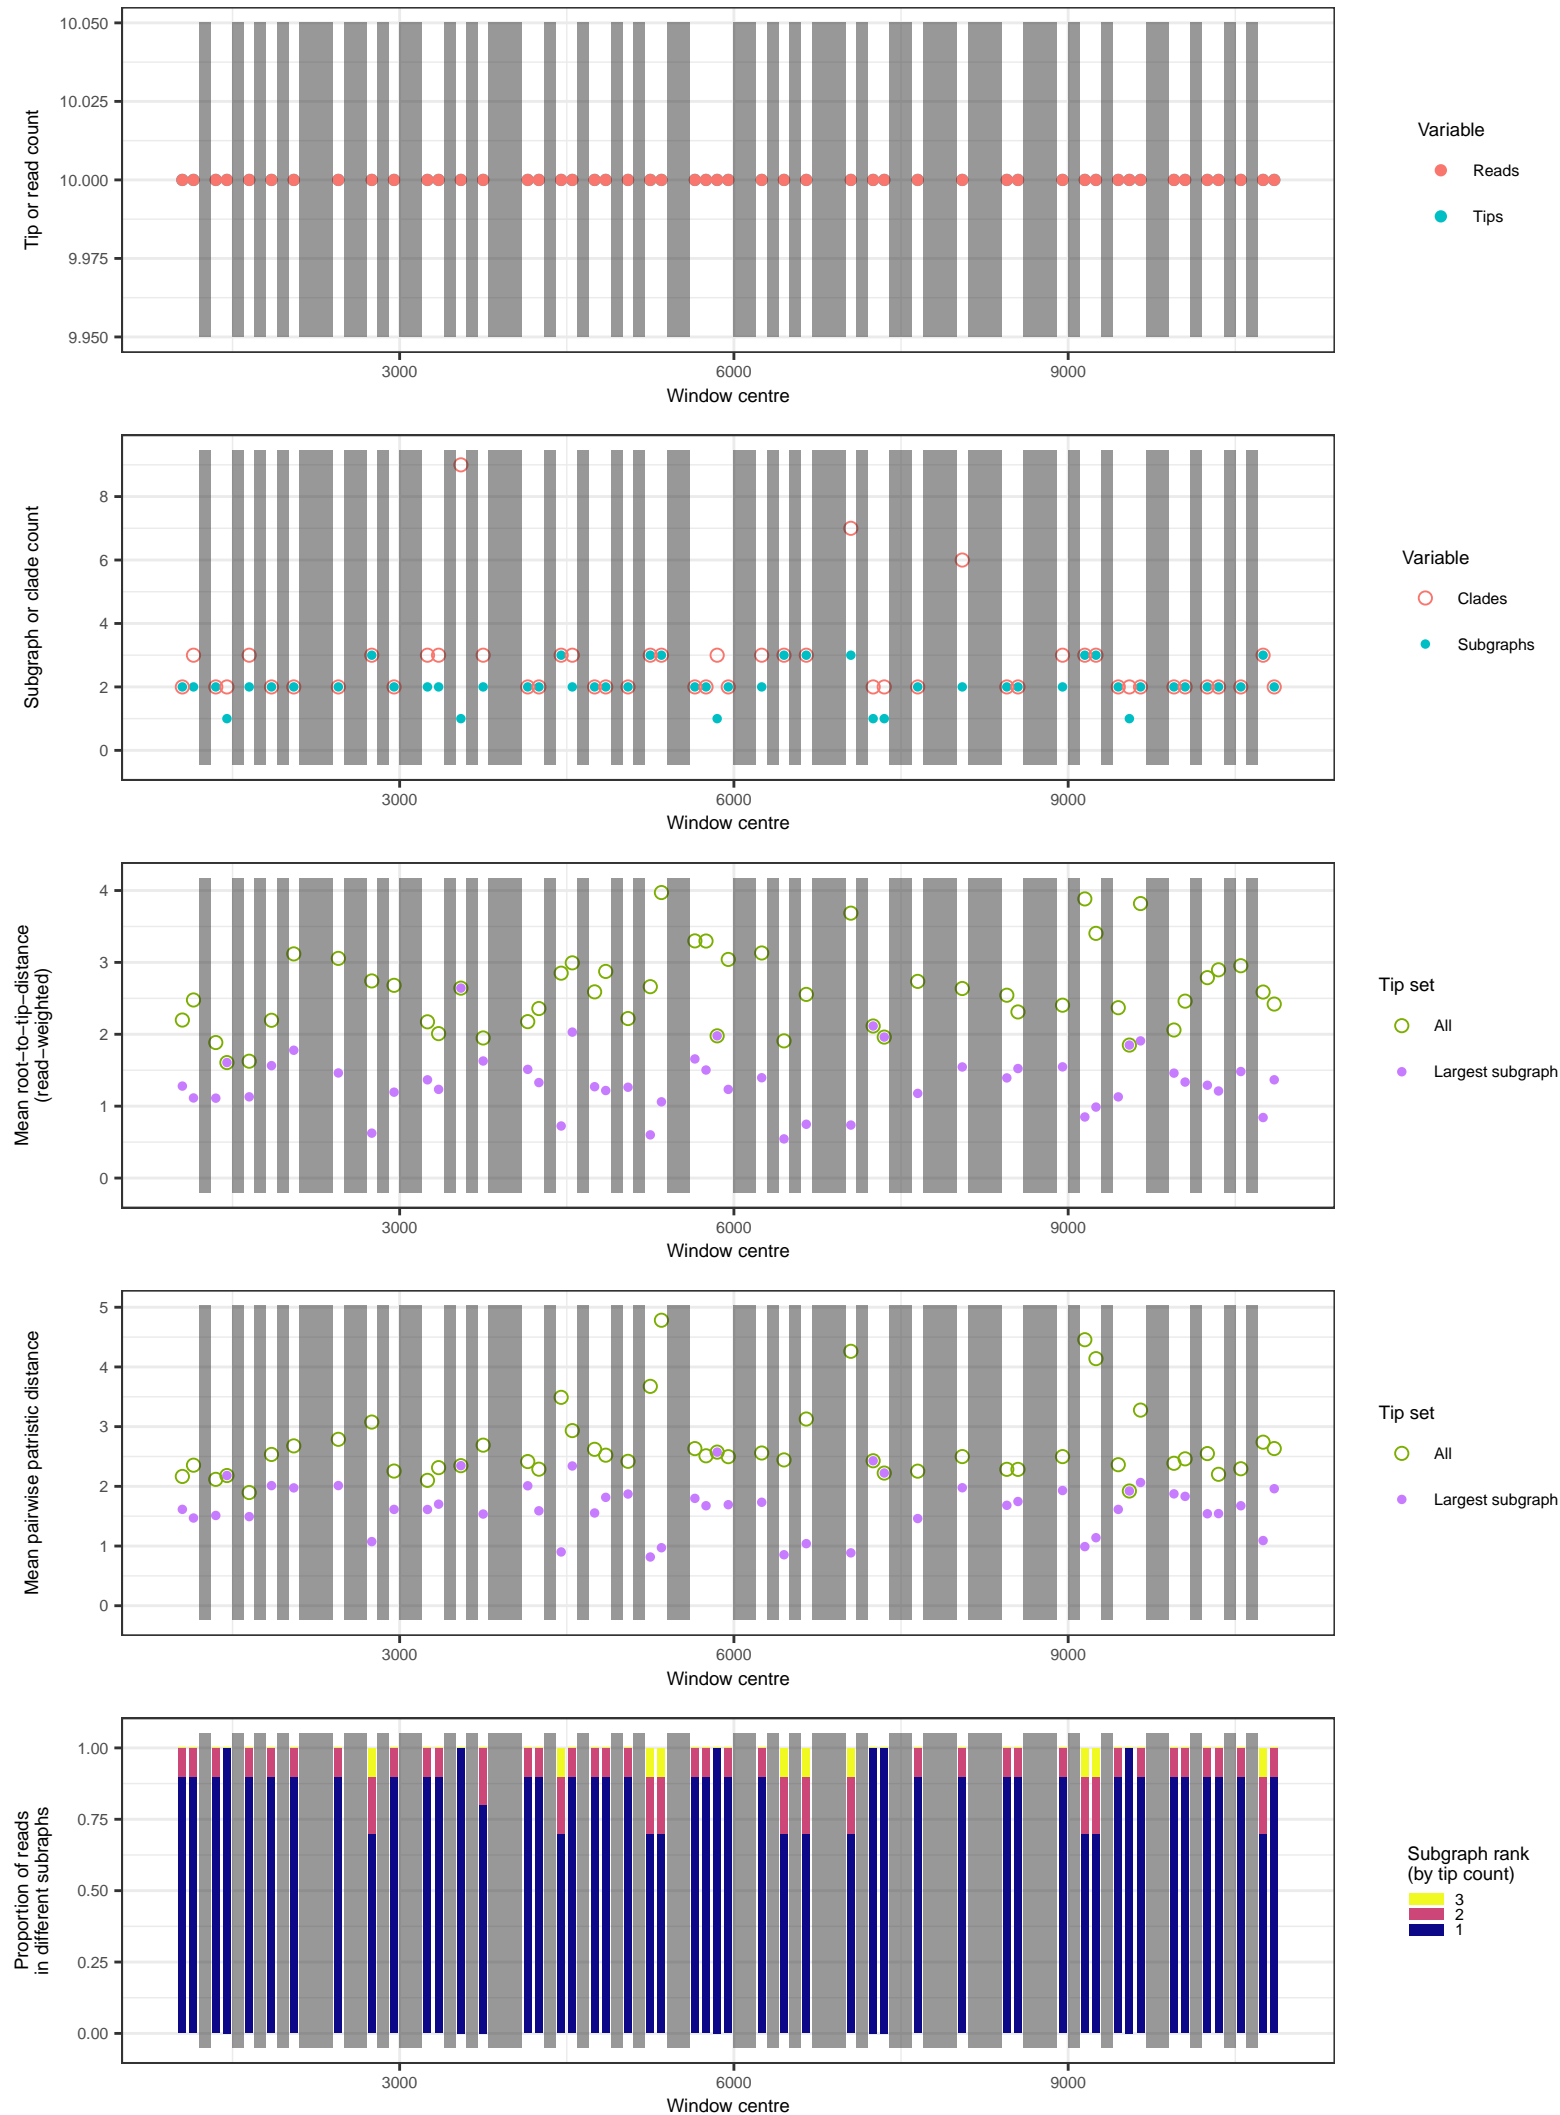 10.050
10.025
10.000
9.975
9.950
Tip or read count
3000 6000 9000
Window centre
Variable
Reads
Tips
8
6
4
2
0
Subgraph or clade count
3000 6000 9000
Window centre
Variable
Clades
Subgraphs
4
3
2
1
0
Mean root−to−tip−distance
(read−weighted)
3000 6000 9000
Window centre
Tip set
All
Largest subgraph
5
4
3
2
1
0
Mean pairwise patristic distance
3000 6000 9000
Window centre
Tip set
All
Largest subgraph
1.00
0.75
0.50
0.25
0.00
Proportion of reads
in different subraphs
3000 6000 9000
Window centre
Subgraph rank
(by tip count)
3
2
1